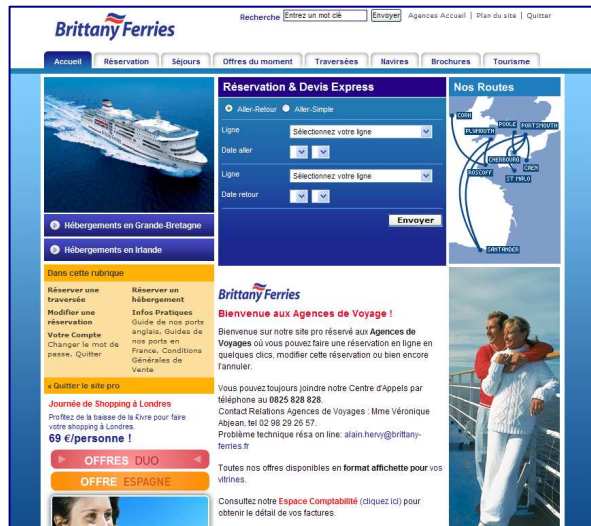 Brittany Ferries
Recherche Entrez un mot clé Envoyer Agences Accueil | Plan du site | Quitter
Accueil Réservation Séjours Offres du moment Traversées Navires Brochures Tourisme
Hébergements en Grande-Bretagne
Hébergements en Irlande
Réservation & Devis Express
Aller-Retour Aller-Simple
Ligne Sélectionnez votre ligne
Date aller
Ligne Sélectionnez votre ligne
Date retour
Envoyer
Nos Routes
CORK
POOLE PORTSMOUTH
PLYMOUTH
CHERBOURG
CAEN
ROSCOFF
ST MALO
SANTANDER
Dans cette rubrique
Réserver une
traversée
Modifier une
réservation
Votre Compte
Changer le mot de
passe, Quitter
Réserver un
hébergement
Infos Pratiques
Guide de nos ports
anglais, Guides de
nos ports en
France, Conditions
Générales de
Vente
« Quitter le site pro
Journée de Shopping à Londres
Profitez de la baisse de la £ivre pour faire
votre shopping à Londres.
69 €/personne !
OFFRES DUO
OFFRE ESPAGNE
Brittany Ferries
Bienvenue aux Agences de Voyage !
Bienvenue sur notre site pro réservé aux Agences de
Voyages où vous pouvez faire une réservation en ligne en
quelques clics, modifier cette réservation ou bien encore
l'annuler.
Vous pouvez toujours joindre notre Centre d'Appels par
téléphone au 0825 828 828.
Contact Relations Agences de Voyages : Mme Véronique
Abjean, tel 02 98 29 26 57.
Problème technique résa on line: alain.hervy@brittany-
ferries.fr
Toutes nos offres disponibles en format affichette pour vos
vitrines.
Consultez notre Espace Comptabilité (cliquez ici) pour
obtenir le détail de vos factures.